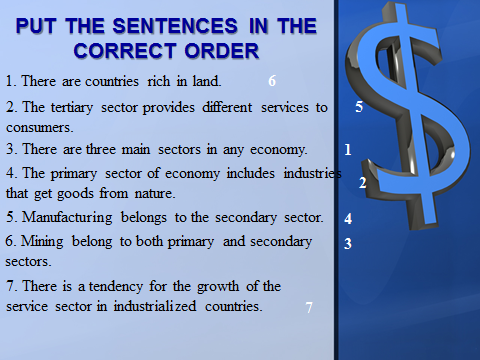 PUT THE SENTENCES IN THE
CORRECT ORDER
1. There are countries rich in land. 6
2. The tertiary sector provides different services to 5
consumers.
3. There are three main sectors in any economy. 1
4. The primary sector of economy includes industries 2
that get goods from nature.
5. Manufacturing belongs to the secondary sector. 4
6. Mining belong to both primary and secondary 3
sectors.
7. There is a tendency for the growth of the
service sector in industrialized countries. 7